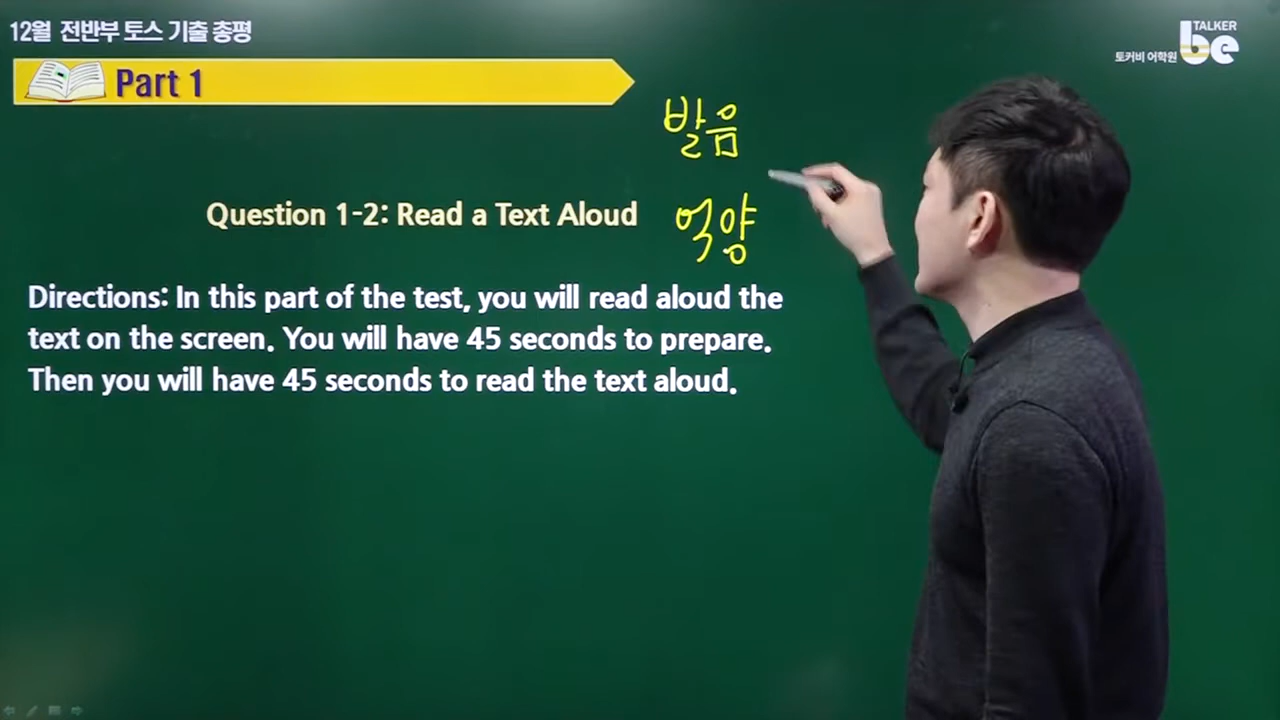 12월 전반부 토스 기출 총평
TALKER
be
토커비 어학원
Part 1
발음
Question 1-2: Read a Text Aloud
억양
Directions: In this part of the test, you will read aloud the
text on the screen. You will have 45 seconds to prepare.
Then you will have 45 seconds to read the text aloud.